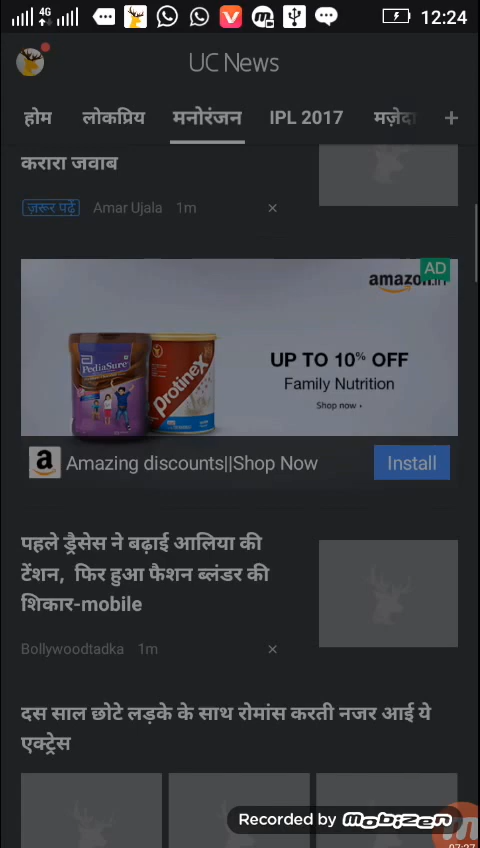 4G 12:24
UC News
होम लोकप्रिय मनोरंजन IPL 2017 मज़ेदा +
करारा जवाब
ज़रूर पढ़ें Amar Ujala 1m ×
AD
amazon.in
PediaSure
Protinex
UP TO 10% OFF
Family Nutrition
Shop now ›
a Amazing discounts||Shop Now Install
पहले ड्रैसेस ने बढ़ाई आलिया की
टेंशन, फिर हुआ फैशन ब्लंडर की
शिकार-mobile
Bollywoodtadka 1m ×
दस साल छोटे लड़के के साथ रोमांस करती नजर आई ये
एक्ट्रेस
Recorded by Mobizen
07:27